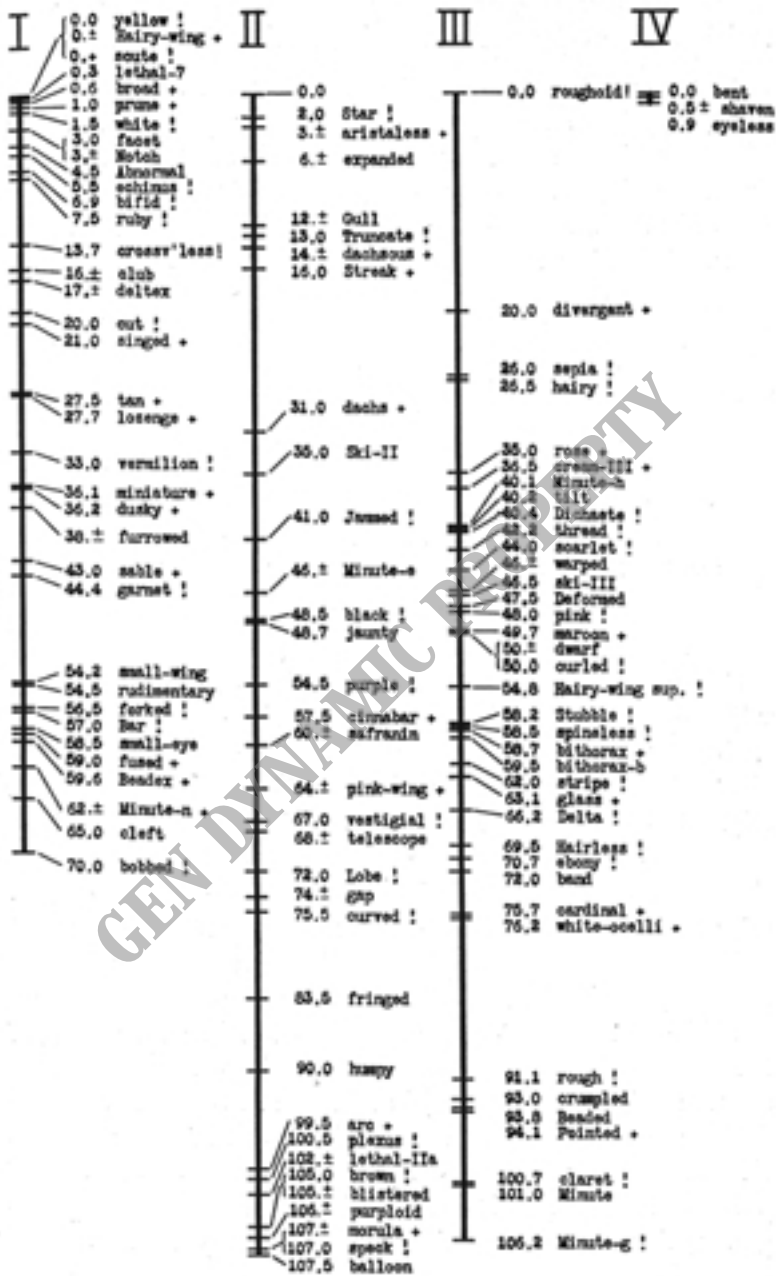 I
0.0 yellow !
0.± Hairy-wing +
0.+ scute !
0.3 lethal-7
0.6 broad +
1.0 prune +
1.5 white !
3.0 facet
3.± Notch
4.5 Abnormal
5.5 echinus !
6.9 bifid !
7.5 ruby !
13.7 crossv'less!
16.± club
17.± deltex
20.0 cut !
21.0 singed +
27.5 tan +
27.7 lozenge +
33.0 vermilion !
36.1 miniature +
36.2 dusky +
38.± furrowed
43.0 sable +
44.4 garnet !
54.2 small-wing
54.5 rudimentary
56.5 forked !
57.0 Bar !
58.5 small-eye
59.0 fused +
59.6 Beadex +
62.± Minute-n +
65.0 cleft
70.0 bobbed !
II
0.0
2.0 Star !
3.± aristaless +
6.± expanded
12.± Gull
13.0 Truncate !
14.± dachsous +
16.0 Streak +
31.0 dachs +
35.0 Ski-II
41.0 Jammed !
46.± Minute-e
48.5 black !
48.7 jaunty
54.5 purple !
57.5 cinnabar +
60.± safranin
64.± pink-wing +
67.0 vestigial !
68.± telescope
72.0 Lobe !
74.± gap
75.5 curved !
83.5 fringed
90.0 humpy
99.5 arc +
100.5 plexus !
102.± lethal-IIa
105.0 brown !
105.± blistered
106.± purploid
107.± morula +
107.0 speck !
107.5 balloon
III
0.0 roughoid!
20.0 divergent +
26.0 sepia !
26.5 hairy !
35.0 rose +
36.5 cream-III +
40.1 Minute-h
40.2 tilt
40.4 Dichaete !
42.2 thread !
44.0 scarlet !
46.± warped
46.5 ski-III
47.5 Deformed
48.0 pink !
49.7 maroon +
50.± dwarf
50.0 curled !
54.8 Hairy-wing sup. !
58.2 Stubble !
58.5 spineless !
58.7 bithorax +
59.5 bithorax-b
62.0 stripe !
63.1 glass +
66.2 Delta !
69.5 Hairless !
70.7 ebony !
72.0 band
75.7 cardinal +
76.2 white-ocelli +
91.1 rough !
93.0 crumpled
93.8 Beaded
94.1 Pointed +
100.7 claret !
101.0 Minute
106.2 Minute-g !
IV
0.0 bent
0.5± shaven
0.9 eyeless
GEN DYNAMIC PROPERTY